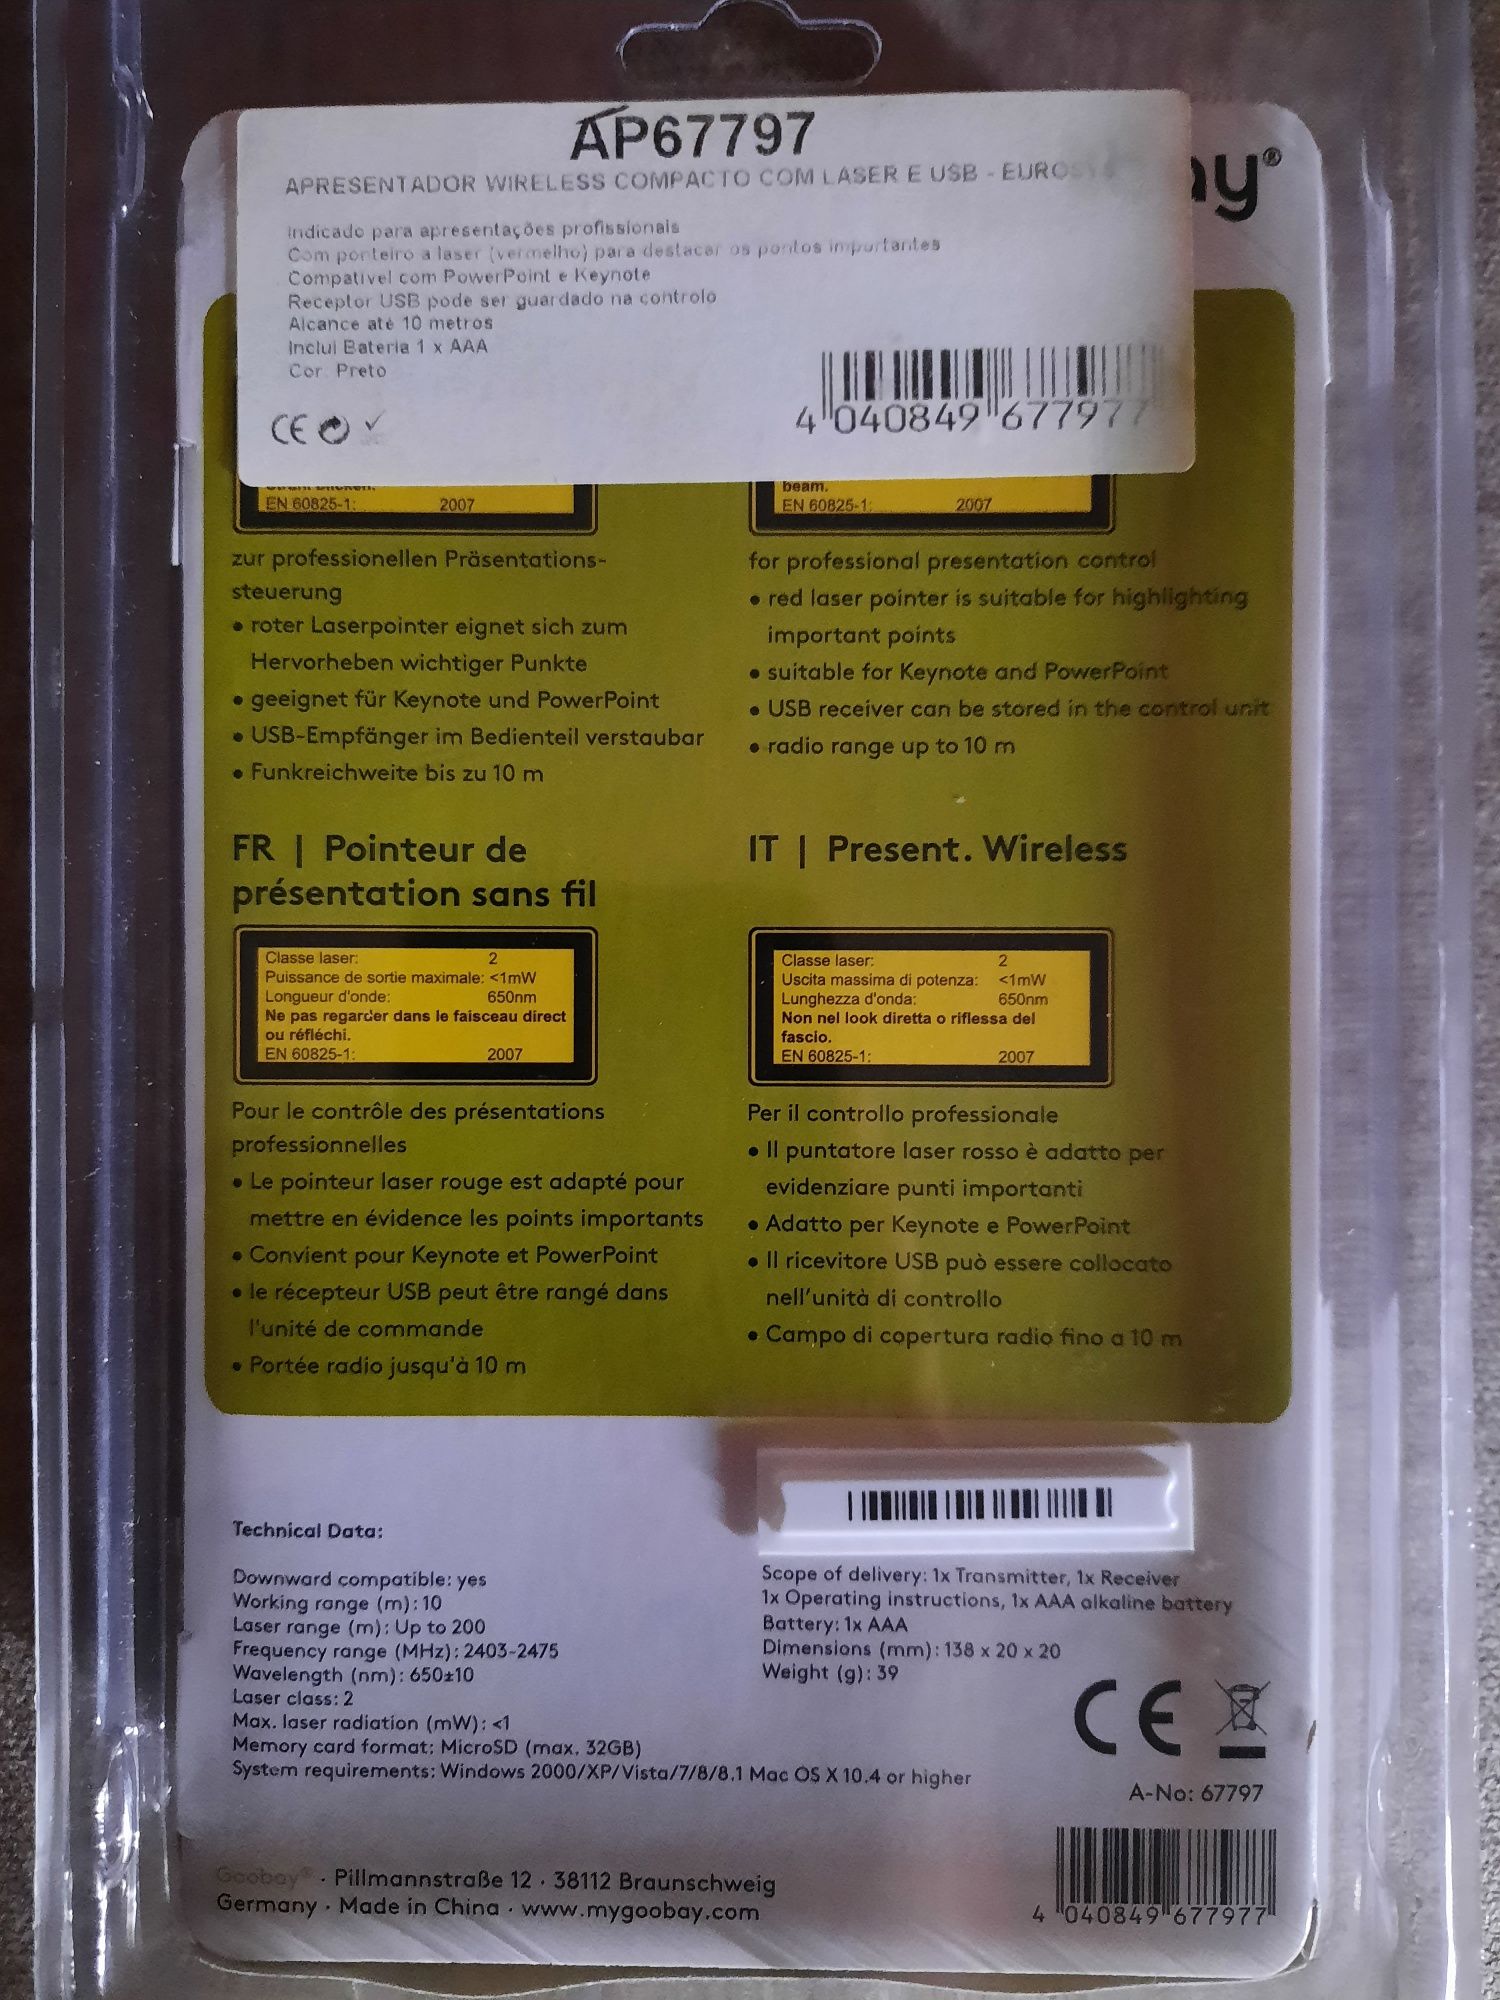 AP67797
ay®
APRESENTADOR WIRELESS COMPACTO COM LASER E USB - EUROSYS
Indicado para apresentações profissionais
Com ponteiro a laser (vermelho) para destacar os pontos importantes
Compativel com PowerPoint e Keynote
Receptor USB pode ser guardado na controlo
Alcance até 10 metros
Inclui Bateria 1 x AAA
Cor: Preto
4 040849 677977
CE
EN 60825-1: 2007
zur professionellen Präsentations-
steuerung
• roter Laserpointer eignet sich zum
Hervorheben wichtiger Punkte
• geeignet für Keynote und PowerPoint
• USB-Empfänger im Bedienteil verstaubar
• Funkreichweite bis zu 10 m
beam.
EN 60825-1: 2007
for professional presentation control
• red laser pointer is suitable for highlighting
important points
• suitable for Keynote and PowerPoint
• USB receiver can be stored in the control unit
• radio range up to 10 m
FR | Pointeur de
présentation sans fil
Classe laser: 2
Puissance de sortie maximale: <1mW
Longueur d'onde: 650nm
Ne pas regarder dans le faisceau direct
ou réfléchi.
EN 60825-1: 2007
Pour le contrôle des présentations
professionnelles
• Le pointeur laser rouge est adapté pour
mettre en évidence les points importants
• Convient pour Keynote et PowerPoint
• le récepteur USB peut être rangé dans
l'unité de commande
• Portée radio jusqu'à 10 m
IT | Present. Wireless
Classe laser: 2
Uscita massima di potenza: <1mW
Lunghezza d'onda: 650nm
Non nel look diretta o riflessa del
fascio.
EN 60825-1: 2007
Per il controllo professionale
• Il puntatore laser rosso è adatto per
evidenziare punti importanti
• Adatto per Keynote e PowerPoint
• Il ricevitore USB può essere collocato
nell'unità di controllo
• Campo di copertura radio fino a 10 m
Technical Data:
Downward compatible: yes
Working range (m): 10
Laser range (m): Up to 200
Frequency range (MHz): 2403-2475
Wavelength (nm): 650±10
Laser class: 2
Max. laser radiation (mW): <1
Memory card format: MicroSD (max. 32GB)
System requirements: Windows 2000/XP/Vista/7/8/8.1 Mac OS X 10.4 or higher
Scope of delivery: 1x Transmitter, 1x Receiver
1x Operating instructions, 1x AAA alkaline battery
Battery: 1x AAA
Dimensions (mm): 138 x 20 x 20
Weight (g): 39
CE
A-No: 67797
Goobay® · Pillmannstraße 12 · 38112 Braunschweig
Germany · Made in China · www.mygoobay.com
4 040849 677977